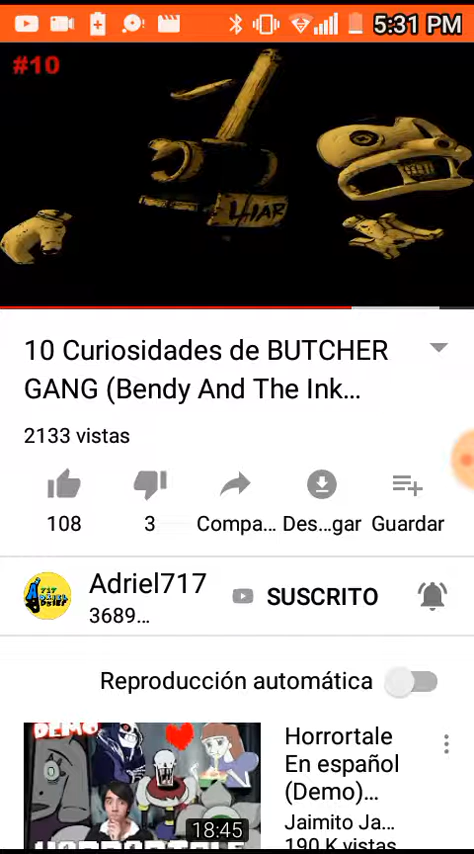 5:31 PM
#10
LIAR
10 Curiosidades de BUTCHER
GANG (Bendy And The Ink...
2133 vistas
108
3
Compa...
Des...gar
Guardar
Adriel717
SUSCRITO
3689...
Reproducción automática
DEMO
18:45
Horrortale
En español
(Demo)...
Jaimito Ja...
190 K vistas